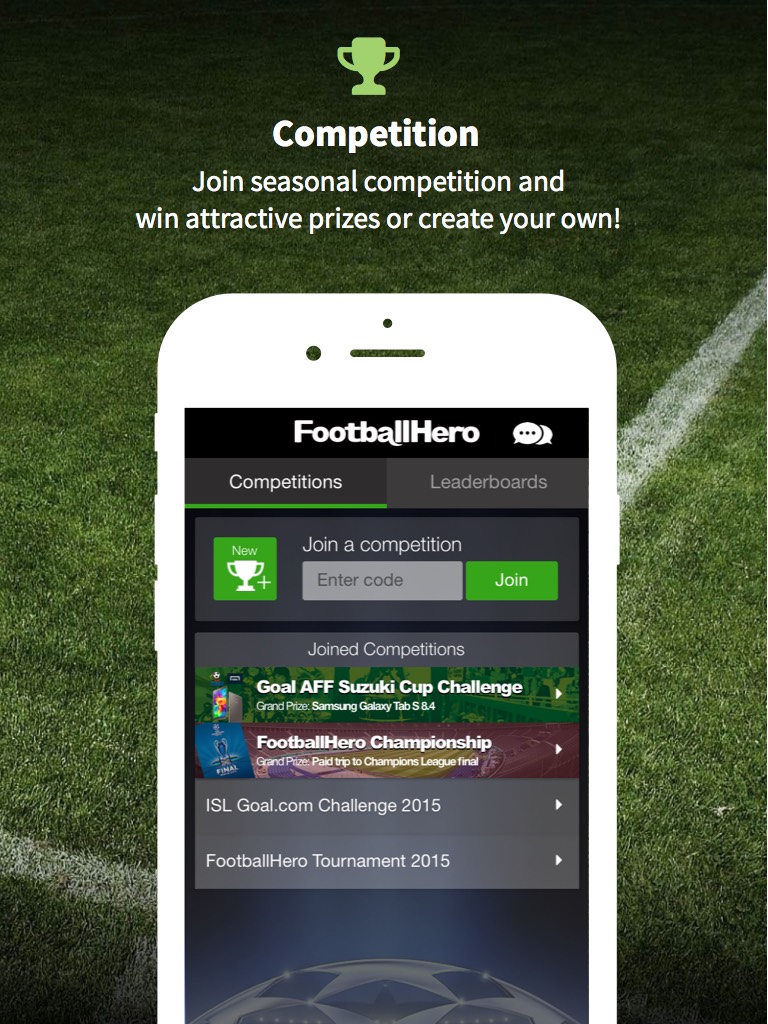 Competition
Join seasonal competition and
win attractive prizes or create your own!
FootballHero
Competitions
Leaderboards
New
Join a competition
Enter code
Join
Joined Competitions
Goal AFF Suzuki Cup Challenge
Grand Prize: Samsung Galaxy Tab S 8.4
FootballHero Championship
Grand Prize: Paid trip to Champions League final
FINAL
ISL Goal.com Challenge 2015
FootballHero Tournament 2015